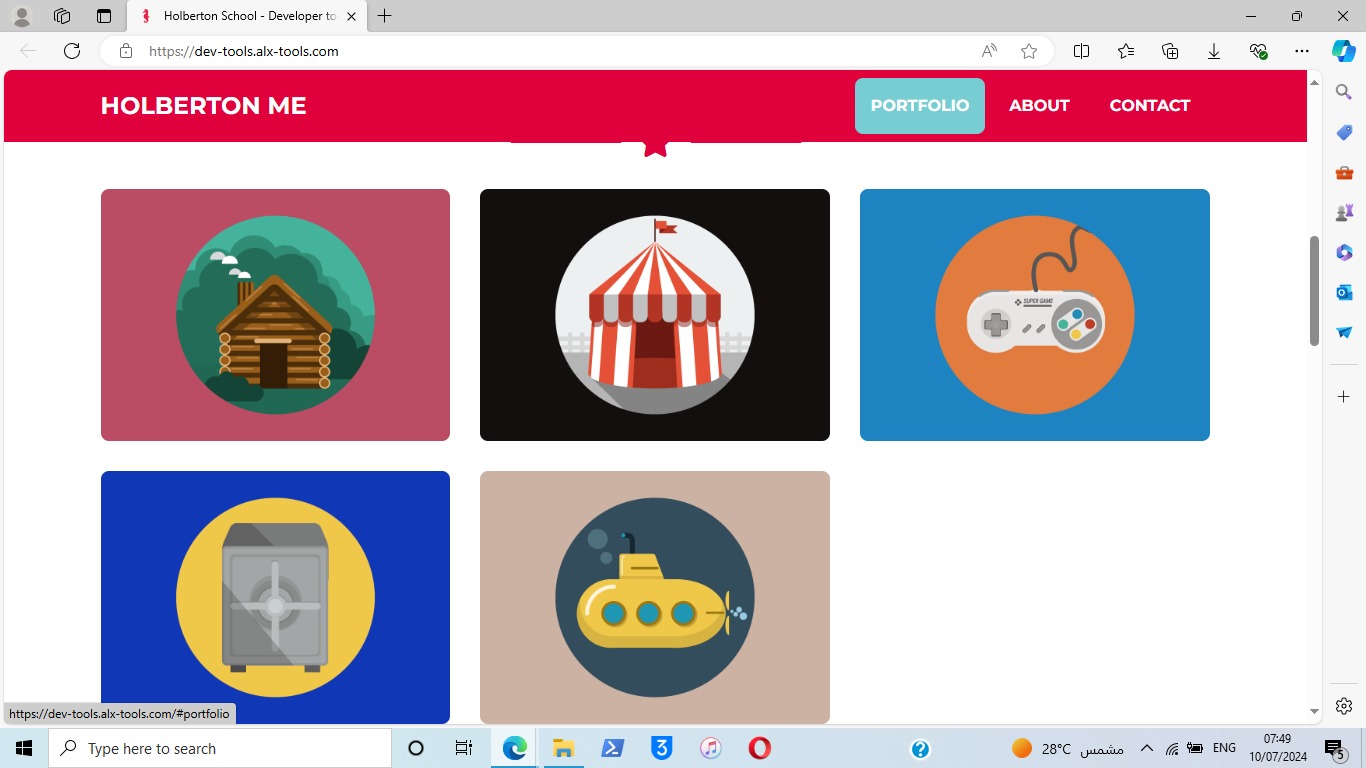 Holberton School - Developer to
https://dev-tools.alx-tools.com
HOLBERTON ME
PORTFOLIO
ABOUT
CONTACT
SUPER GAME
https://dev-tools.alx-tools.com/#portfolio
Type here to search
28°C مشمس
ENG
07:49
10/07/2024
5